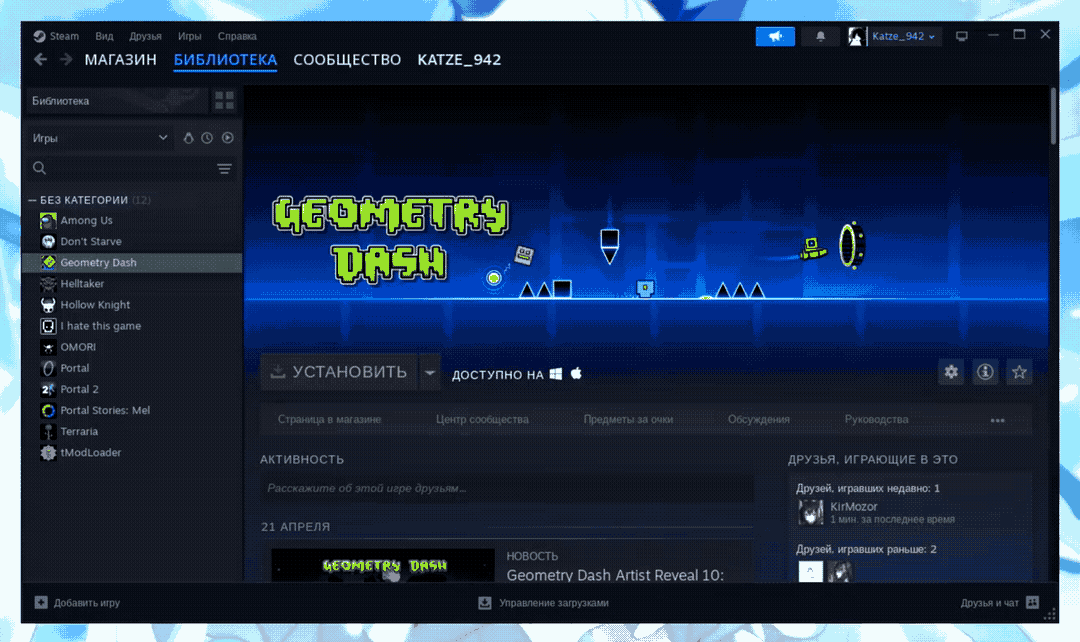 Steam Вид Друзья Игры Справка
Katze_942
МАГАЗИН БИБЛИОТЕКА СООБЩЕСТВО KATZE_942
Библиотека
Игры
БЕЗ КАТЕГОРИИ (12)
Among Us
Don't Starve
Geometry Dash
Helltaker
Hollow Knight
I hate this game
OMORI
Portal
Portal 2
Portal Stories: Mel
Terraria
tModLoader
GEOMETRY
DASH
УСТАНОВИТЬ
ДОСТУПНО НА
Страница в магазине Центр сообщества Предметы за очки Обсуждения Руководства
АКТИВНОСТЬ
Расскажите об этой игре друзьям...
21 АПРЕЛЯ
GEOMETRY DASH
НОВОСТЬ
Geometry Dash Artist Reveal 10:
ДРУЗЬЯ, ИГРАЮЩИЕ В ЭТО
Друзей, игравших недавно: 1
KirMozor
1 мин. за последнее время
Друзей, игравших раньше: 2
Добавить игру
Управление загрузками
Друзья и чат